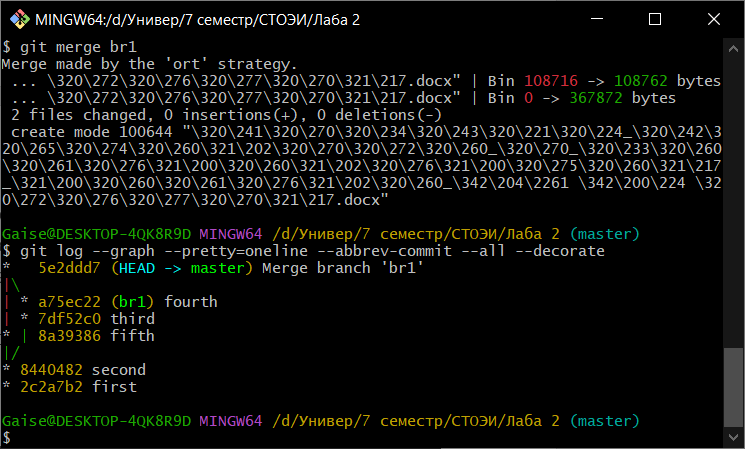 MINGW64:/d/Универ/7 семестр/СТОЭИ/Лаба 2
$ git merge br1
Merge made by the 'ort' strategy.
 ... \320\272\320\276\320\277\320\270\321\217.docx" | Bin 108716 -> 108762 bytes
 ... \320\272\320\276\320\277\320\270\321\217.docx" | Bin 0 -> 367872 bytes
 2 files changed, 0 insertions(+), 0 deletions(-)
 create mode 100644 "\320\241\320\270\320\234\320\243\320\221\320\224_\320\242\3
20\265\320\274\320\260\321\202\320\270\320\272\320\260_\320\270_\320\233\320\260
\320\261\320\276\321\200\320\260\321\202\320\276\321\200\320\275\320\260\321\217
_\321\200\320\260\320\261\320\276\321\202\320\260_\342\204\2261 \342\200\224 \32
0\272\320\276\320\277\320\270\321\217.docx"
Gaise@DESKTOP-4QK8R9D MINGW64 /d/Универ/7 семестр/СТОЭИ/Лаба 2 (master)
$ git log --graph --pretty=oneline --abbrev-commit --all --decorate
*   5e2ddd7 (HEAD -> master) Merge branch 'br1'
|\
| * a75ec22 (br1) fourth
| * 7df52c0 third
* | 8a39386 fifth
|/
* 8440482 second
* 2c2a7b2 first
Gaise@DESKTOP-4QK8R9D MINGW64 /d/Универ/7 семестр/СТОЭИ/Лаба 2 (master)
$